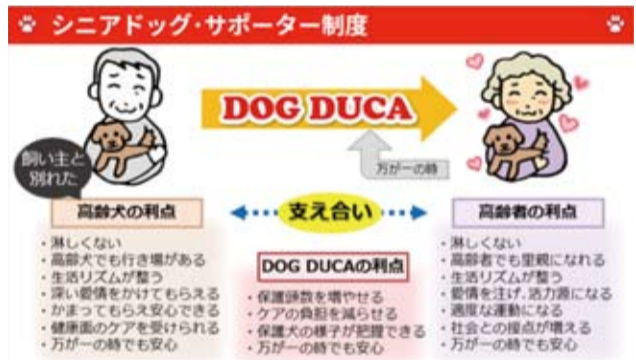 シニアドッグ・サポーター制度
DOG DUCA
飼い主と
別れた
万が一の時
高齢犬の利点
支え合い
高齢者の利点
・淋しくない
・高齢犬でも行き場がある
・生活リズムが整う
・深い愛情をかけてもらえる
・かまってもらえ安心できる
・健康面のケアを受けられる
・万が一の時でも安心
DOG DUCAの利点
・保護頭数を増やせる
・ケアの負担を減らせる
・保護犬の様子が把握できる
・万が一の時でも安心
・淋しくない
・高齢者でも里親になれる
・生活リズムが整う
・愛情を注げ、活力源になる
・適度な運動になる
・社会との接点が増える
・万が一の時でも安心